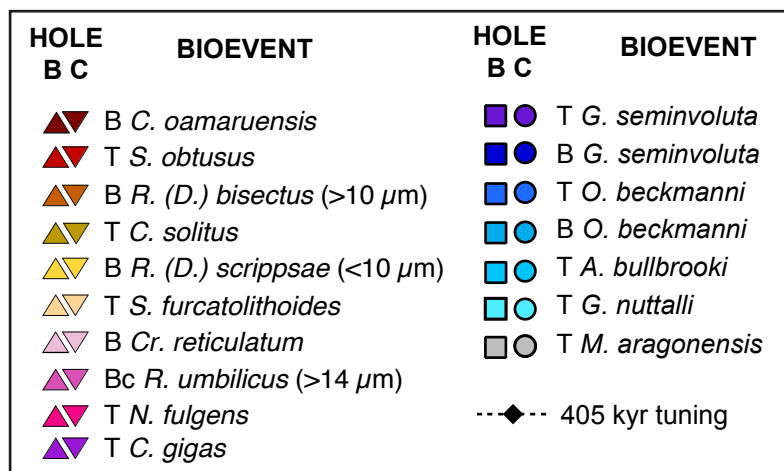 HOLE
B C
BIOEVENT
B C. oamaruensis
T S. obtusus
B R. (D.) bisectus (>10 µm)
T C. solitus
B R. (D.) scrippsae (<10 µm)
T S. furcatolithoides
B Cr. reticulatum
Bc R. umbilicus (>14 µm)
T N. fulgens
T C. gigas
HOLE
B C
BIOEVENT
T G. seminvoluta
B G. seminvoluta
T O. beckmanni
B O. beckmanni
T A. bullbrooki
T G. nuttalli
T M. aragonensis
405 kyr tuning